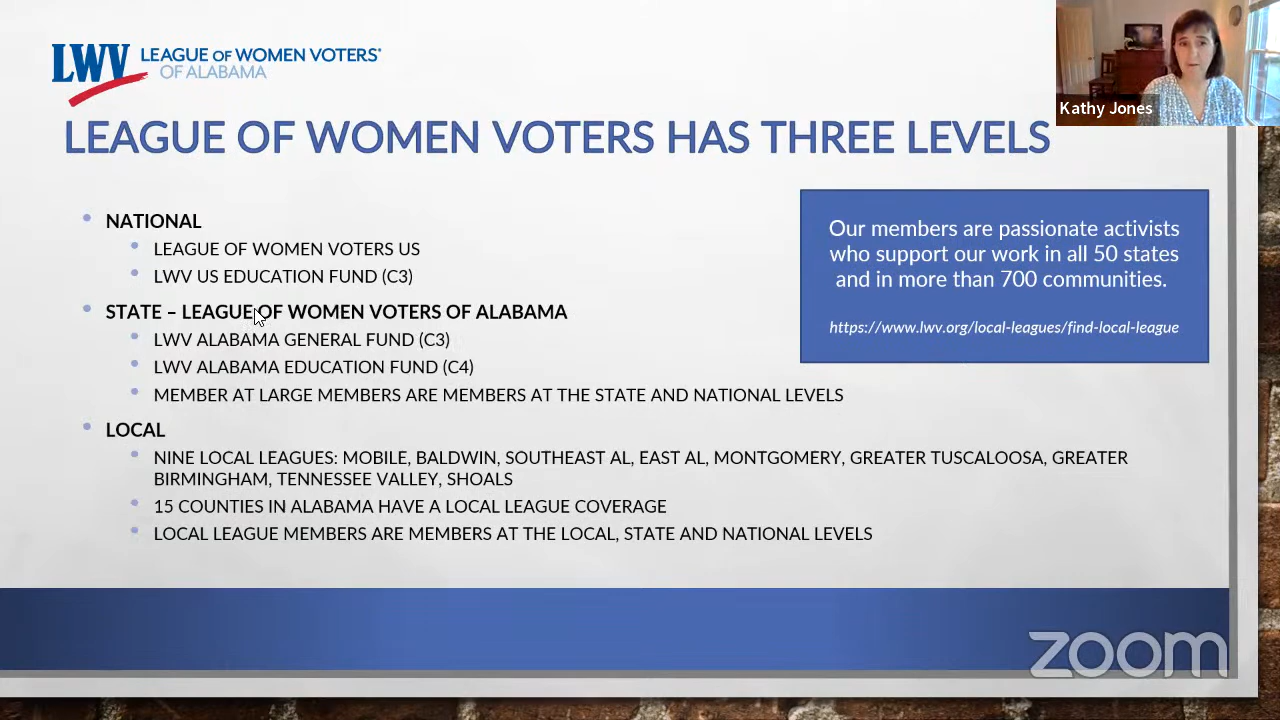 LWV LEAGUE OF WOMEN VOTERS®
OF ALABAMA
Kathy Jones
LEAGUE OF WOMEN VOTERS HAS THREE LEVELS
• NATIONAL
• LEAGUE OF WOMEN VOTERS US
• LWV US EDUCATION FUND (C3)
• STATE – LEAGUE OF WOMEN VOTERS OF ALABAMA
• LWV ALABAMA GENERAL FUND (C3)
• LWV ALABAMA EDUCATION FUND (C4)
• MEMBER AT LARGE MEMBERS ARE MEMBERS AT THE STATE AND NATIONAL LEVELS
• LOCAL
• NINE LOCAL LEAGUES: MOBILE, BALDWIN, SOUTHEAST AL, EAST AL, MONTGOMERY, GREATER TUSCALOOSA, GREATER
BIRMINGHAM, TENNESSEE VALLEY, SHOALS
• 15 COUNTIES IN ALABAMA HAVE A LOCAL LEAGUE COVERAGE
• LOCAL LEAGUE MEMBERS ARE MEMBERS AT THE LOCAL, STATE AND NATIONAL LEVELS
Our members are passionate activists
who support our work in all 50 states
and in more than 700 communities.
https://www.lwv.org/local-leagues/find-local-league
zoom